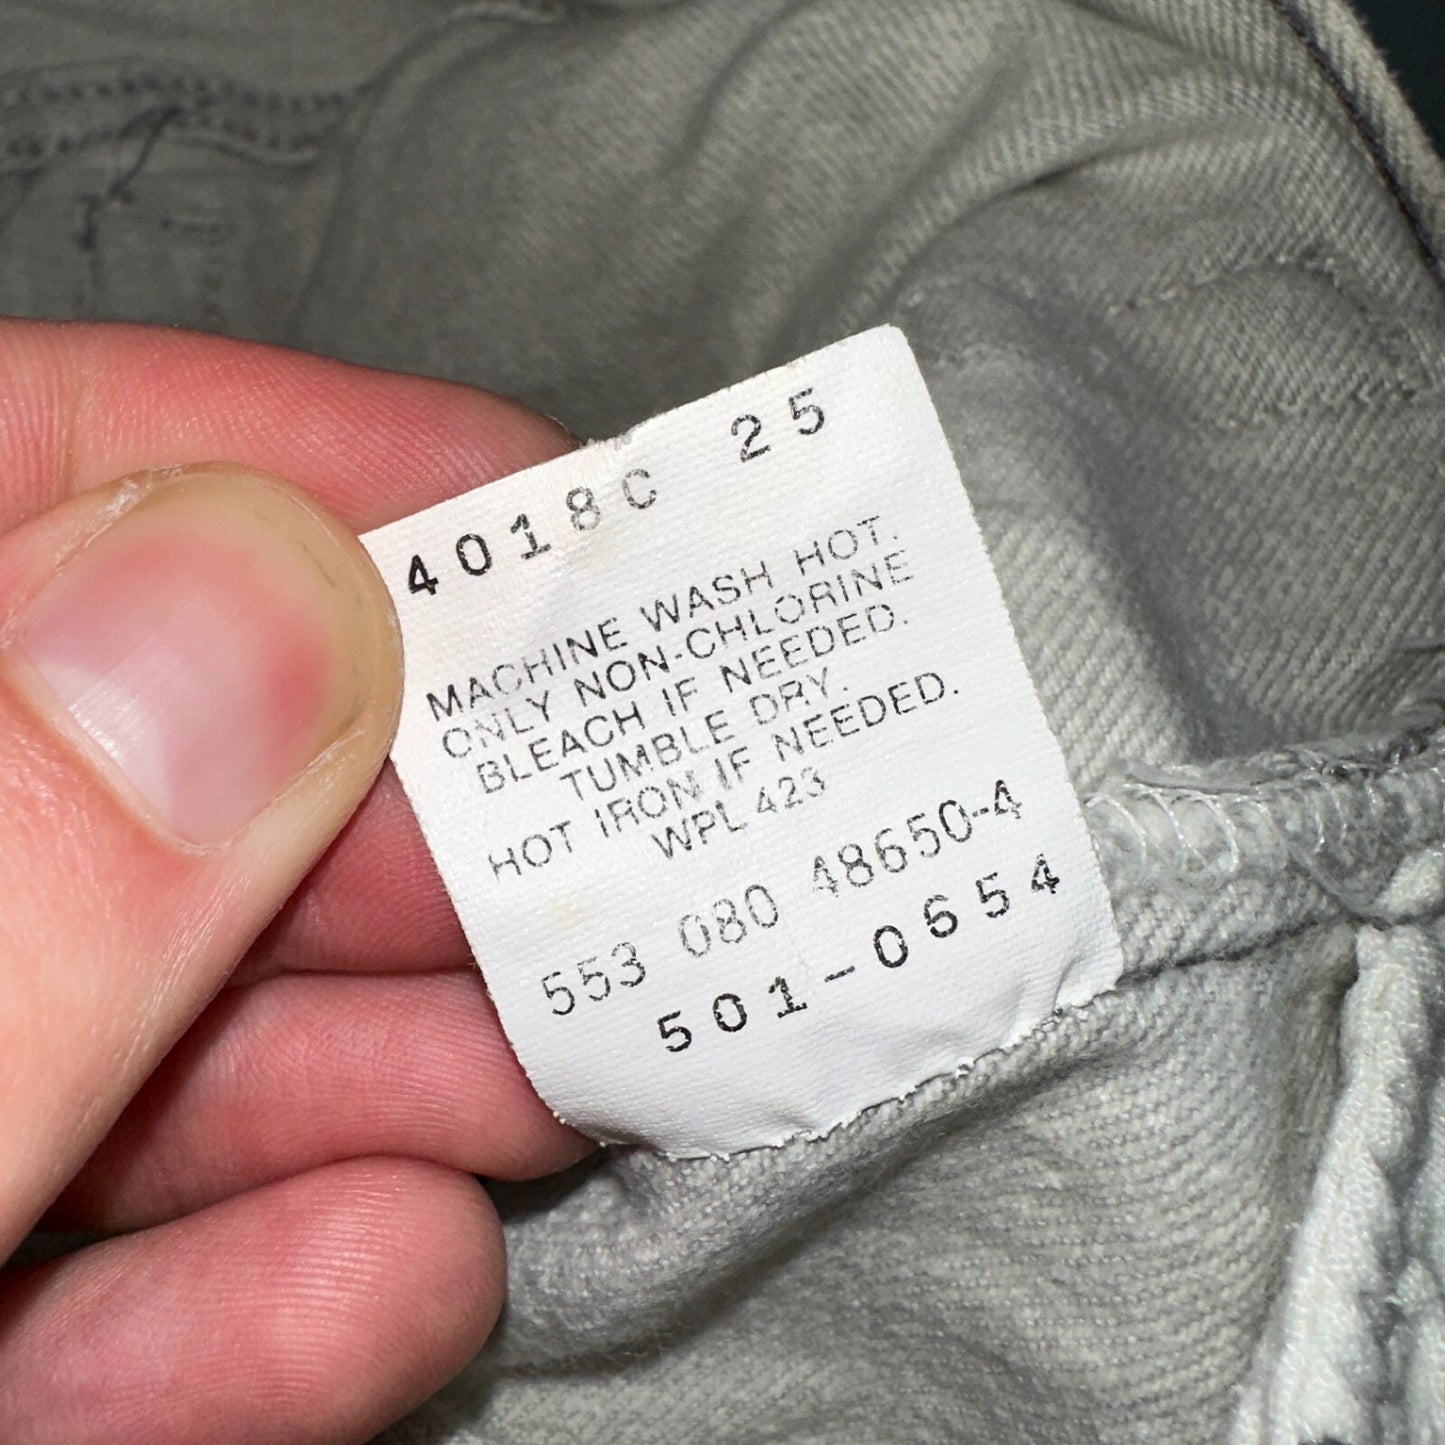 4018C 25
MACHINE WASH HOT.
ONLY NON-CHLORINE
BLEACH IF NEEDED.
TUMBLE DRY.
HOT IRON IF NEEDED.
WPL 423
553 080 48650-4
501-0654